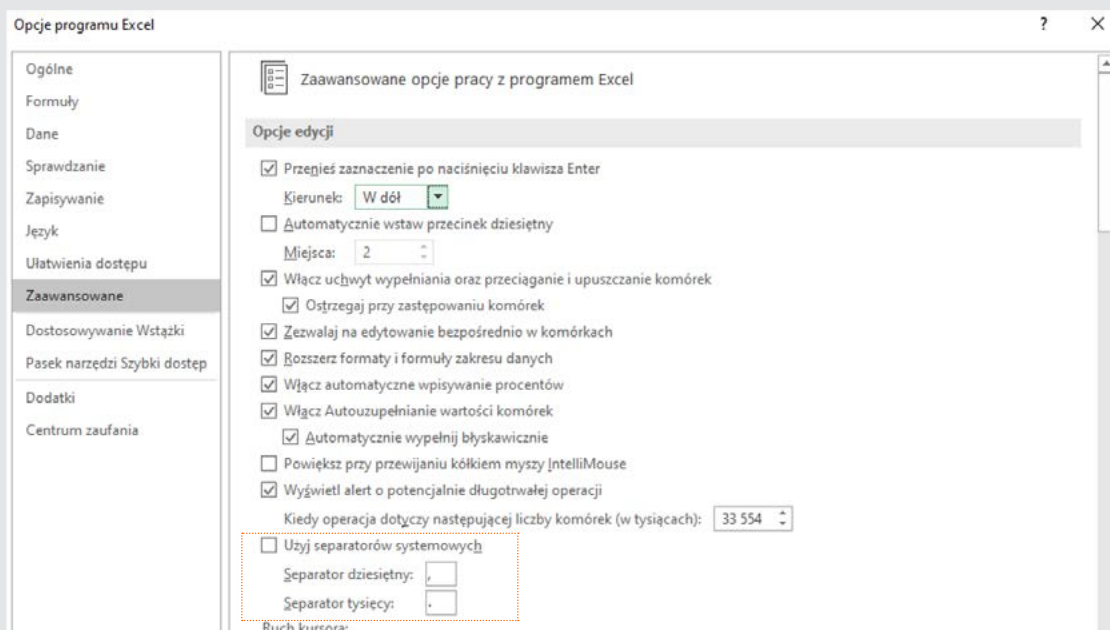 Opcje programu Excel
?
Ogólne
Formuły
Dane
Sprawdzanie
Zapisywanie
Język
Ułatwienia dostępu
Zaawansowane
Dostosowywanie Wstążki
Pasek narzędzi Szybki dostęp
Dodatki
Centrum zaufania
Zaawansowane opcje pracy z programem Excel
Opcje edycji
Przenieś zaznaczenie po naciśnięciu klawisza Enter
Kierunek: W dół
Automatycznie wstaw przecinek dziesiętny
Miejsca: 2
Włącz uchwyt wypełniania oraz przeciąganie i upuszczanie komórek
Ostrzegaj przy zastępowaniu komórek
Zezwalaj na edytowanie bezpośrednio w komórkach
Rozszerz formaty i formuły zakresu danych
Włącz automatyczne wpisywanie procentów
Włącz Autouzupełnianie wartości komórek
Automatycznie wypełnij błyskawicznie
Powiększ przy przewijaniu kółkiem myszy IntelliMouse
Wyświetl alert o potencjalnie długotrwałej operacji
Kiedy operacja dotyczy następującej liczby komórek (w tysiącach): 33 554
Użyj separatorów systemowych
Separator dziesiętny: ,
Separator tysięcy: .
Ruch kursora: